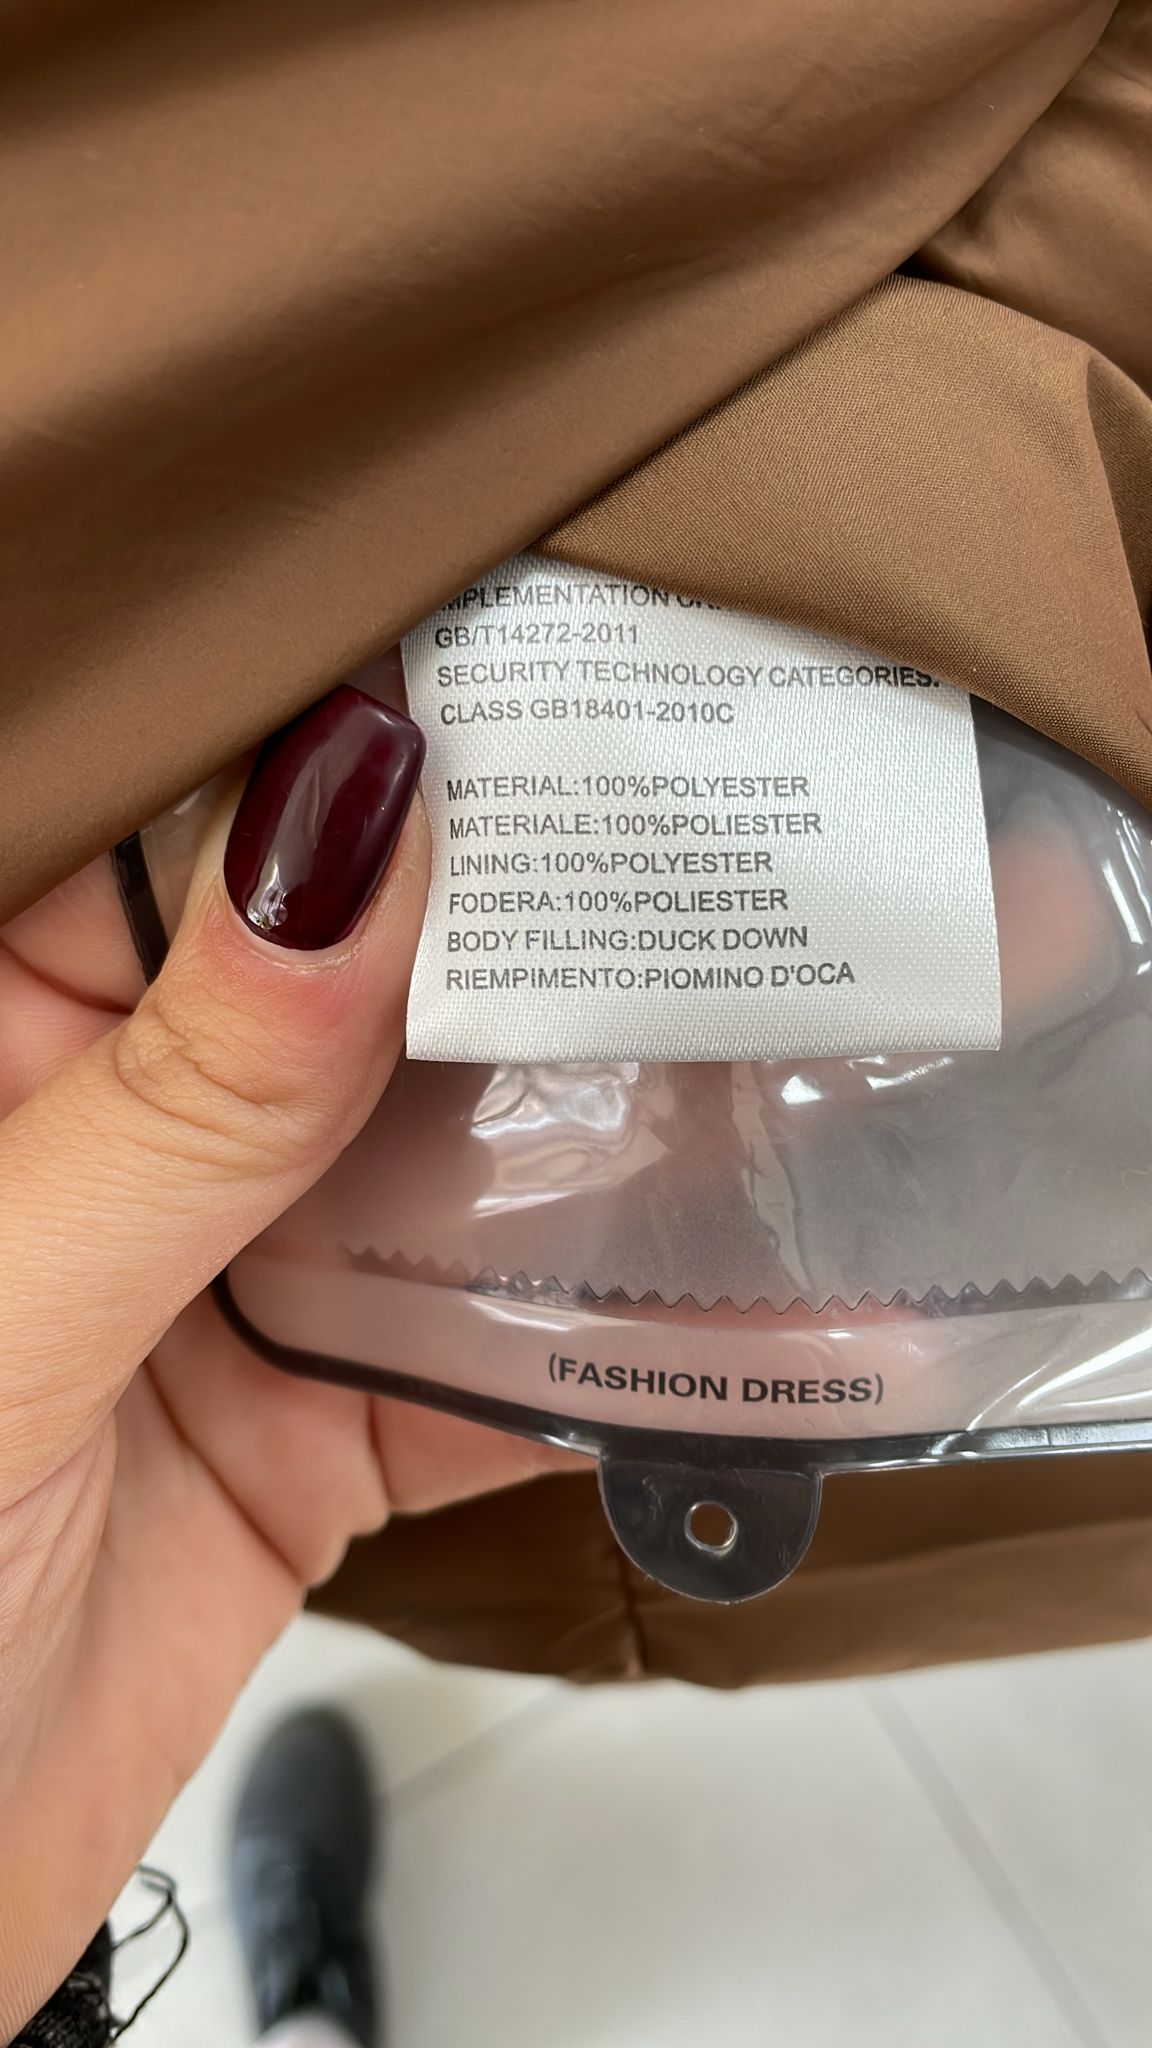 IMPLEMENTATION
GB/T14272-2011
SECURITY TECHNOLOGY CATEGORIES:
CLASS GB18401-2010C
MATERIAL:100%POLYESTER
MATERIALE:100%POLIESTER
LINING:100%POLYESTER
FODERA:100%POLIESTER
BODY FILLING:DUCK DOWN
RIEMPIMENTO:PIOMINO D'OCA
(FASHION DRESS)